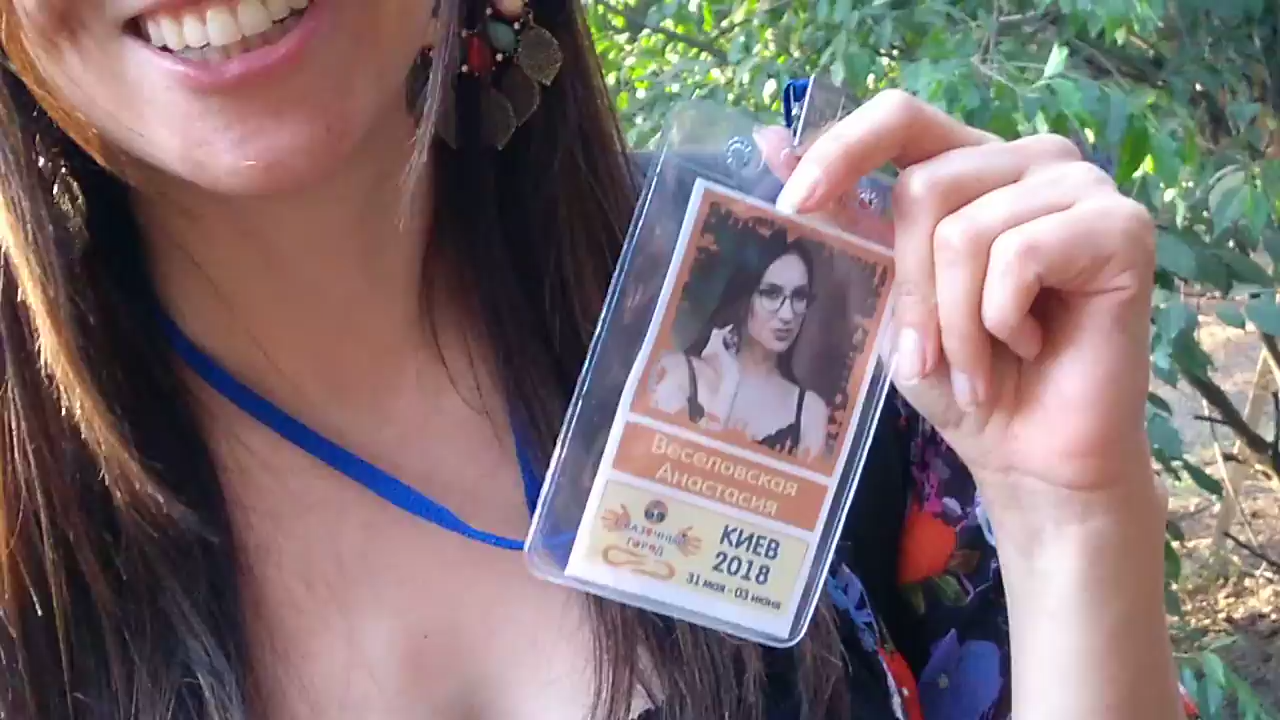 Веселовская
Анастасия
СКАЗОЧНЫЙ
ГОРОД
КИЕВ
2018
31 мая - 03 июня